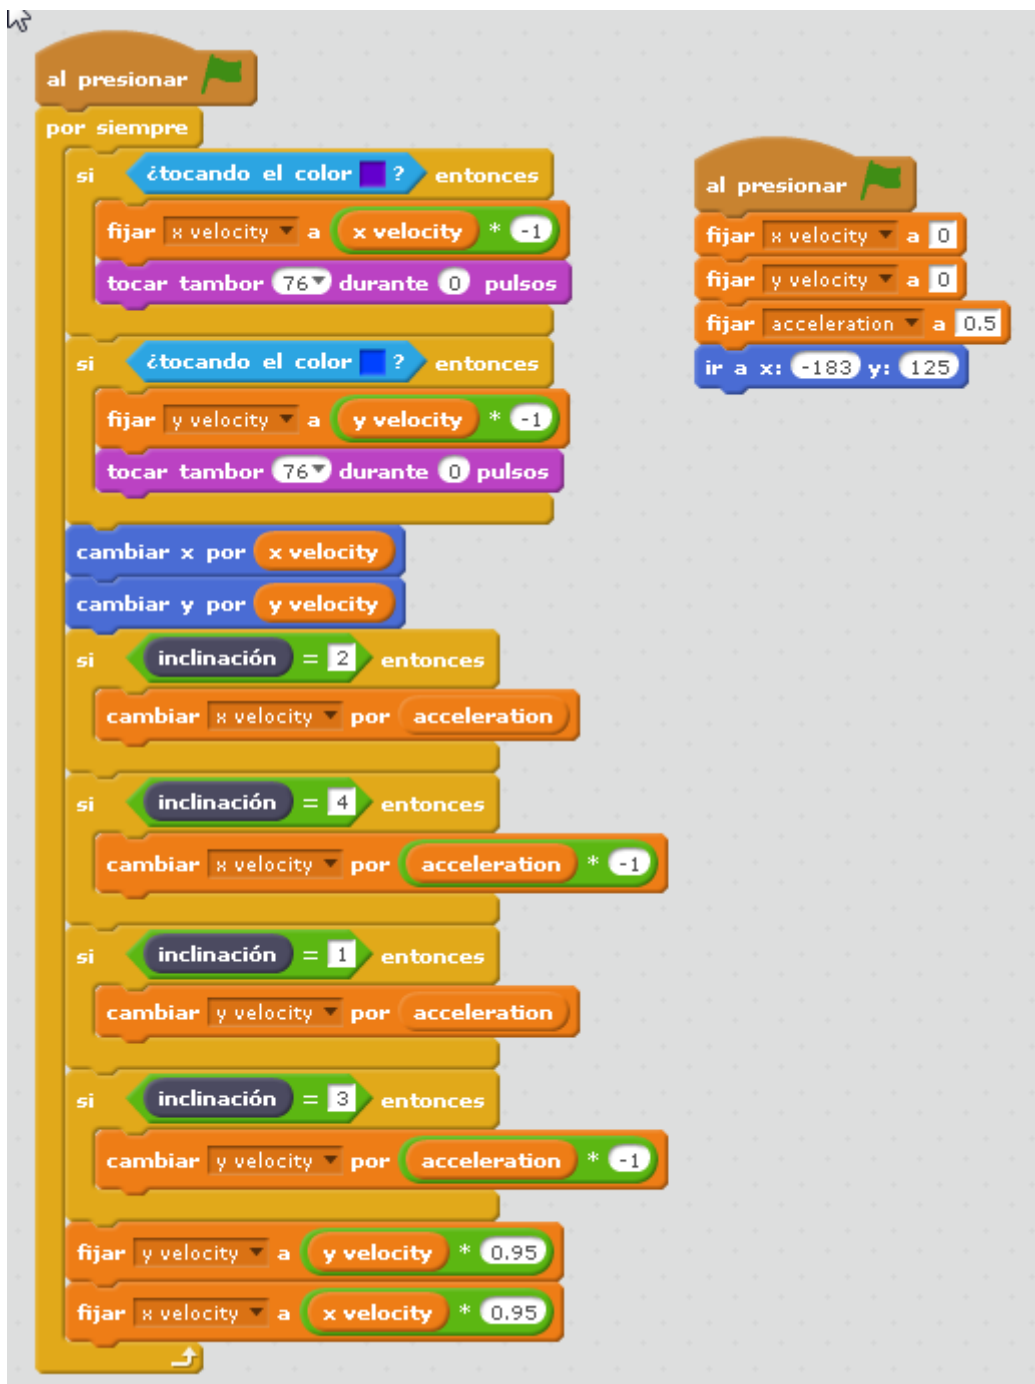 al presionar
por siempre
si ¿tocando el color ? entonces
fijar x velocity a x velocity * -1
tocar tambor 76 durante 0 pulsos
si ¿tocando el color ? entonces
fijar y velocity a y velocity * -1
tocar tambor 76 durante 0 pulsos
cambiar x por x velocity
cambiar y por y velocity
si inclinación = 2 entonces
cambiar x velocity por acceleration
si inclinación = 4 entonces
cambiar x velocity por acceleration * -1
si inclinación = 1 entonces
cambiar y velocity por acceleration
si inclinación = 3 entonces
cambiar y velocity por acceleration * -1
fijar y velocity a y velocity * 0.95
fijar x velocity a x velocity * 0.95
al presionar
fijar x velocity a 0
fijar y velocity a 0
fijar acceleration a 0.5
ir a x: -183 y: 125